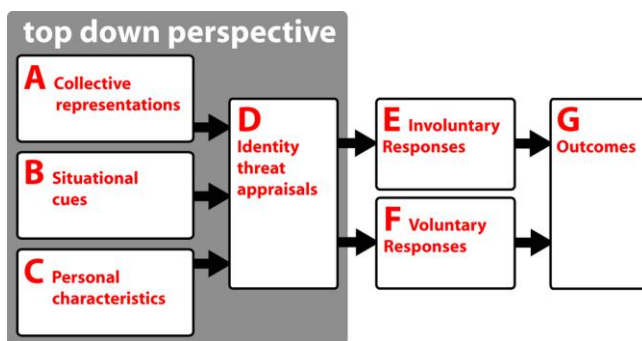 top down perspective
A Collective
representations
B Situational
cues
C Personal
characteristics
D
Identity
threat
appraisals
E Involuntary
Responses
F Voluntary
Responses
G
Outcomes